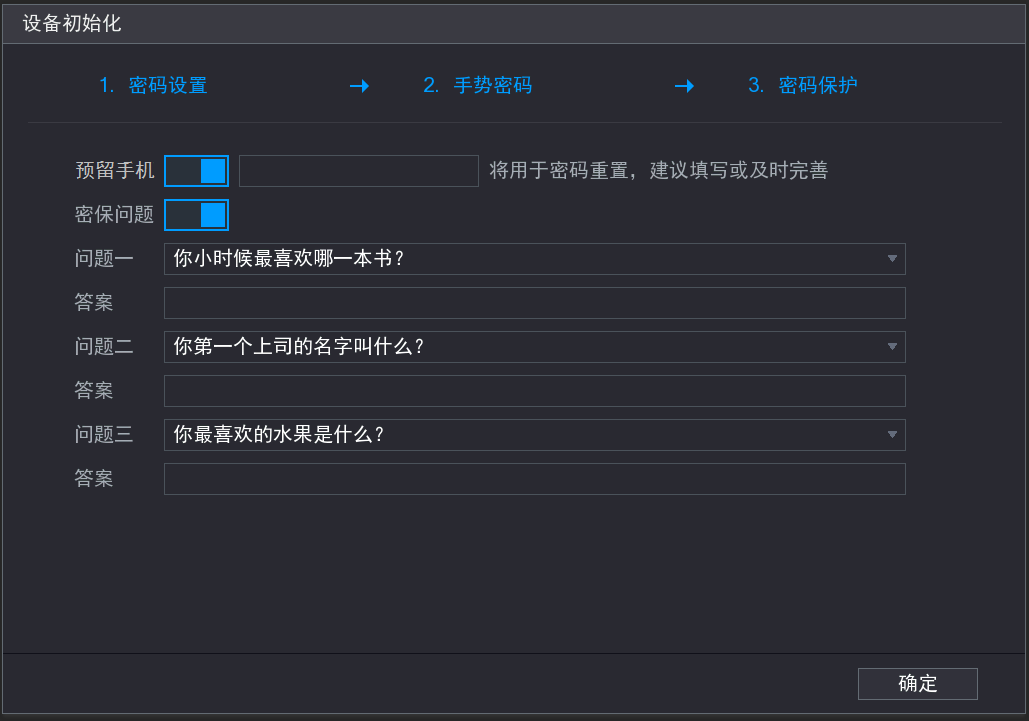 设备初始化
1. 密码设置 → 2. 手势密码 → 3. 密码保护
预留手机 将用于密码重置，建议填写或及时完善
密保问题
问题一 你小时候最喜欢哪一本书？
答案
问题二 你第一个上司的名字叫什么？
答案
问题三 你最喜欢的水果是什么？
答案
确定